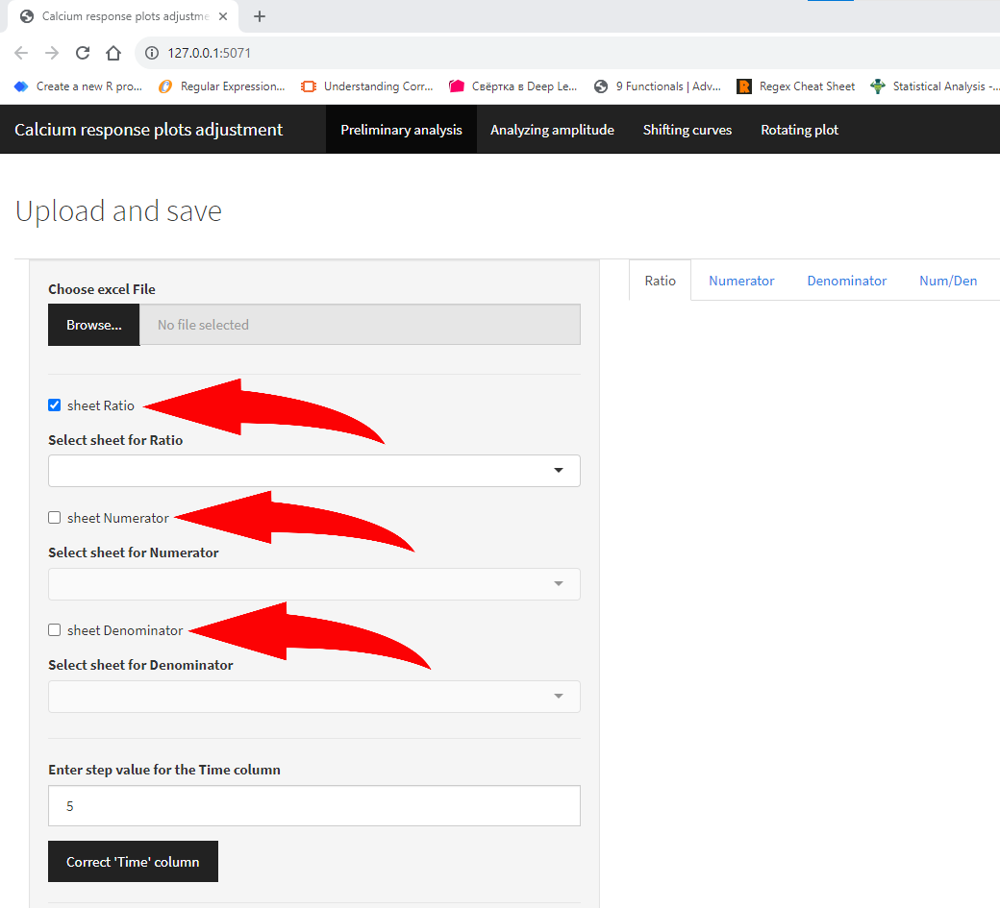 Calcium response plots adjustme
127.0.0.1:5071
Create a new R pro... Regular Expression... Understanding Corr... Свёртка в Deep Le... 9 Functionals | Adv... Regex Cheat Sheet Statistical Analysis -...
Calcium response plots adjustment Preliminary analysis Analyzing amplitude Shifting curves Rotating plot
Upload and save
Choose excel File
Browse... No file selected
Ratio Numerator Denominator Num/Den
sheet Ratio
Select sheet for Ratio
sheet Numerator
Select sheet for Numerator
sheet Denominator
Select sheet for Denominator
Enter step value for the Time column
5
Correct 'Time' column